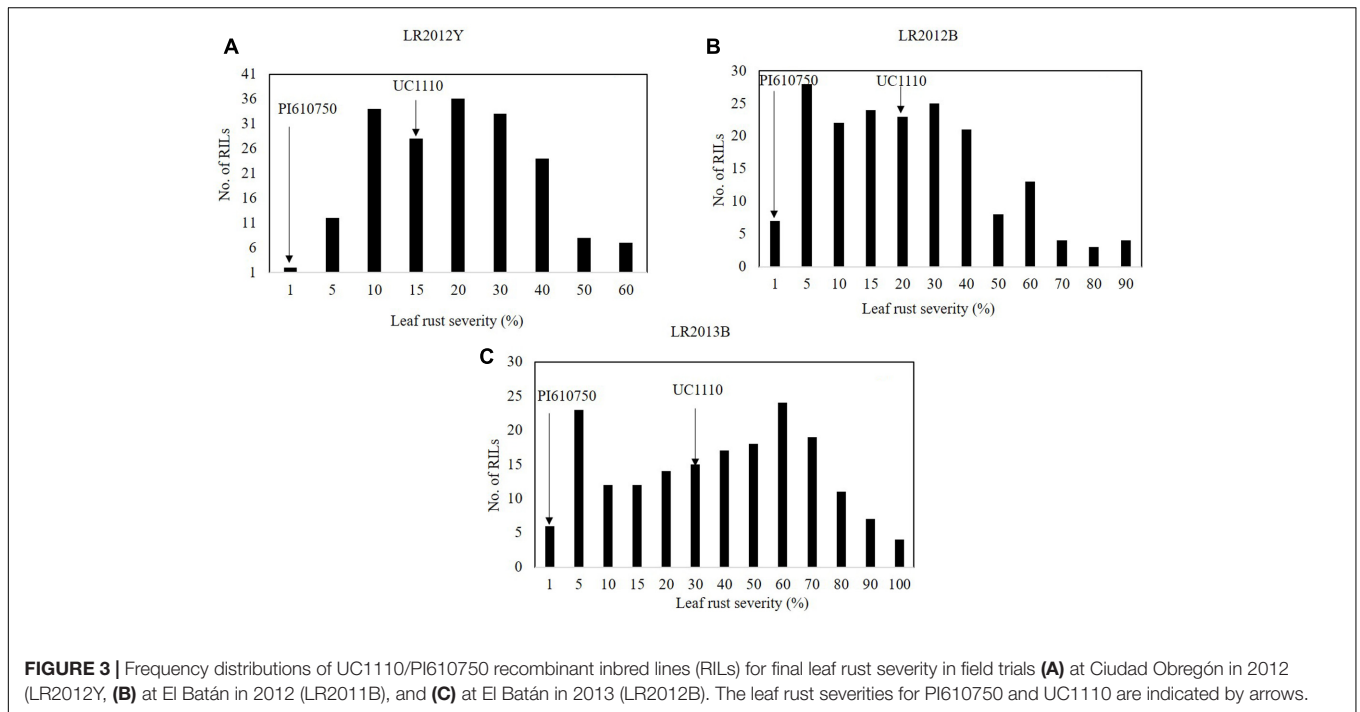 A
LR2012Y
No. of RILs
41
36
31
26
21
16
11
6
1
PI610750
UC1110
1 5 10 15 20 30 40 50 60
Leaf rust severity (%)
B
LR2012B
No. of RILs
30
25
20
15
10
5
0
PI610750
UC1110
1 5 10 15 20 30 40 50 60 70 80 90
Leaf rust severity (%)
C
LR2013B
No. of RILs
30
25
20
15
10
5
0
PI610750
UC1110
1 5 10 15 20 30 40 50 60 70 80 90 100
Leaf rust severity (%)
FIGURE 3 | Frequency distributions of UC1110/PI610750 recombinant inbred lines (RILs) for final leaf rust severity in field trials (A) at Ciudad Obregón in 2012
(LR2012Y, (B) at El Batán in 2012 (LR2011B), and (C) at El Batán in 2013 (LR2012B). The leaf rust severities for PI610750 and UC1110 are indicated by arrows.